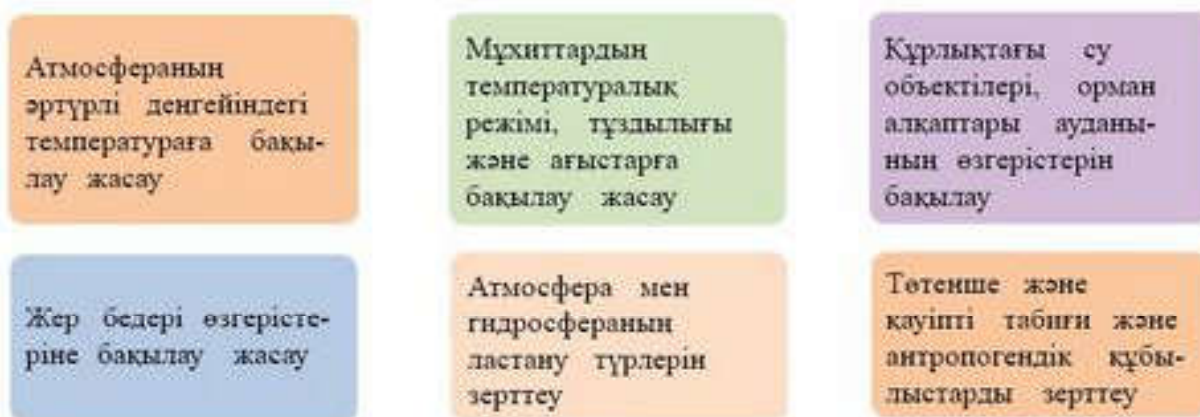 Атмосфераның
әртүрлі деңгейіндегі
температураға бақы-
лау жасау
Мұхиттардың
температуралық
режімі, тұздылығы
және ағыстарға
бақылау жасау
Құрлықтағы су
объектілері, орман
алқаптары ауданы-
ның өзгерістерін
бақылау
Жер бедері өзгерісте-
ріне бақылау жасау
Атмосфера мен
гидросфераның
ластану түрлерін
зерттеу
Төтенше және
қауіпті табиғи және
антропогендік құбы-
лыстарды зерттеу